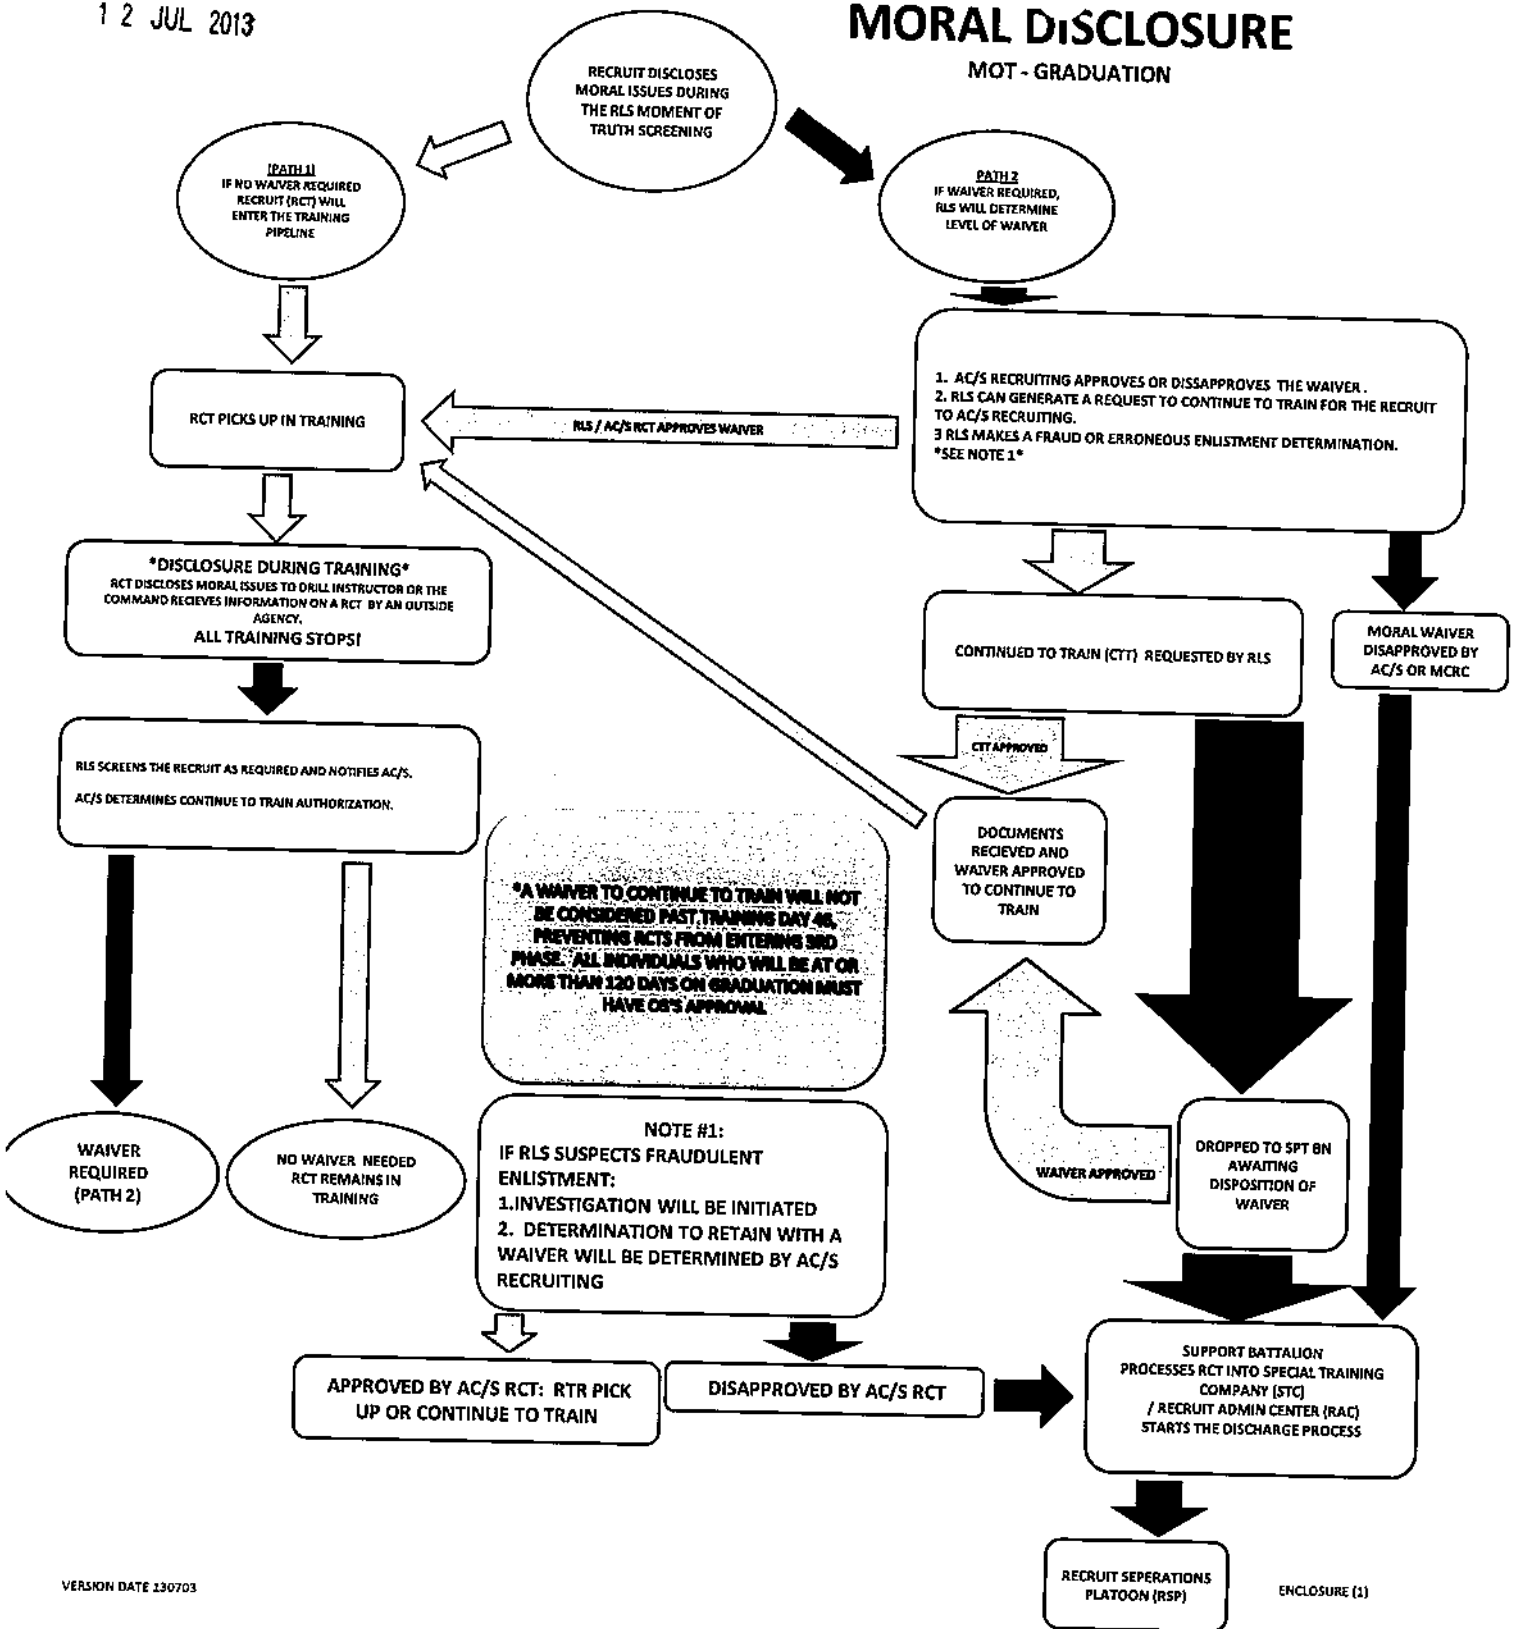 1 2 JUL 2013
MORAL DISCLOSURE
MOT - GRADUATION
RECRUIT DISCLOSES
MORAL ISSUES DURING
THE RLS MOMENT OF
TRUTH SCREENING
(PATH 1)
IF NO WAIVER REQUIRED
RECRUIT (RCT) WILL
ENTER THE TRAINING
PIPELINE
PATH 2
IF WAIVER REQUIRED,
RLS WILL DETERMINE
LEVEL OF WAIVER
RCT PICKS UP IN TRAINING
RLS / AC/S RCT APPROVES WAIVER
1. AC/S RECRUITING APPROVES OR DISSAPPROVES THE WAIVER .
2. RLS CAN GENERATE A REQUEST TO CONTINUE TO TRAIN FOR THE RECRUIT
TO AC/S RECRUITING.
3 RLS MAKES A FRAUD OR ERRONEOUS ENLISTMENT DETERMINATION.
*SEE NOTE 1*
*DISCLOSURE DURING TRAINING*
RCT DISCLOSES MORAL ISSUES TO DRILL INSTRUCTOR OR THE
COMMAND RECIEVES INFORMATION ON A RCT BY AN OUTSIDE
AGENCY.
ALL TRAINING STOPS!
CONTINUED TO TRAIN (CTT) REQUESTED BY RLS
MORAL WAIVER
DISAPPROVED BY
AC/S OR MCRC
RLS SCREENS THE RECRUIT AS REQUIRED AND NOTIFIES AC/S.
AC/S DETERMINES CONTINUE TO TRAIN AUTHORIZATION.
CTT APPROVED
DOCUMENTS
RECIEVED AND
WAIVER APPROVED
TO CONTINUE TO
TRAIN
*A WAIVER TO CONTINUE TO TRAIN WILL NOT
BE CONSIDERED PAST TRAINING DAY 46,
PREVENTING RCTS FROM ENTERING 3RD
PHASE. ALL INDIVIDUALS WHO WILL BE AT OR
MORE THAN 120 DAYS ON GRADUATION MUST
HAVE CG'S APPROVAL
WAIVER
REQUIRED
(PATH 2)
NO WAIVER NEEDED
RCT REMAINS IN
TRAINING
NOTE #1:
IF RLS SUSPECTS FRAUDULENT
ENLISTMENT:
1.INVESTIGATION WILL BE INITIATED
2. DETERMINATION TO RETAIN WITH A
WAIVER WILL BE DETERMINED BY AC/S
RECRUITING
WAIVER APPROVED
DROPPED TO SPT BN
AWAITING
DISPOSITION OF
WAIVER
APPROVED BY AC/S RCT: RTR PICK
UP OR CONTINUE TO TRAIN
DISAPPROVED BY AC/S RCT
SUPPORT BATTALION
PROCESSES RCT INTO SPECIAL TRAINING
COMPANY (STC)
/ RECRUIT ADMIN CENTER (RAC)
STARTS THE DISCHARGE PROCESS
RECRUIT SEPERATIONS
PLATOON (RSP)
VERSION DATE 130703
ENCLOSURE (1)